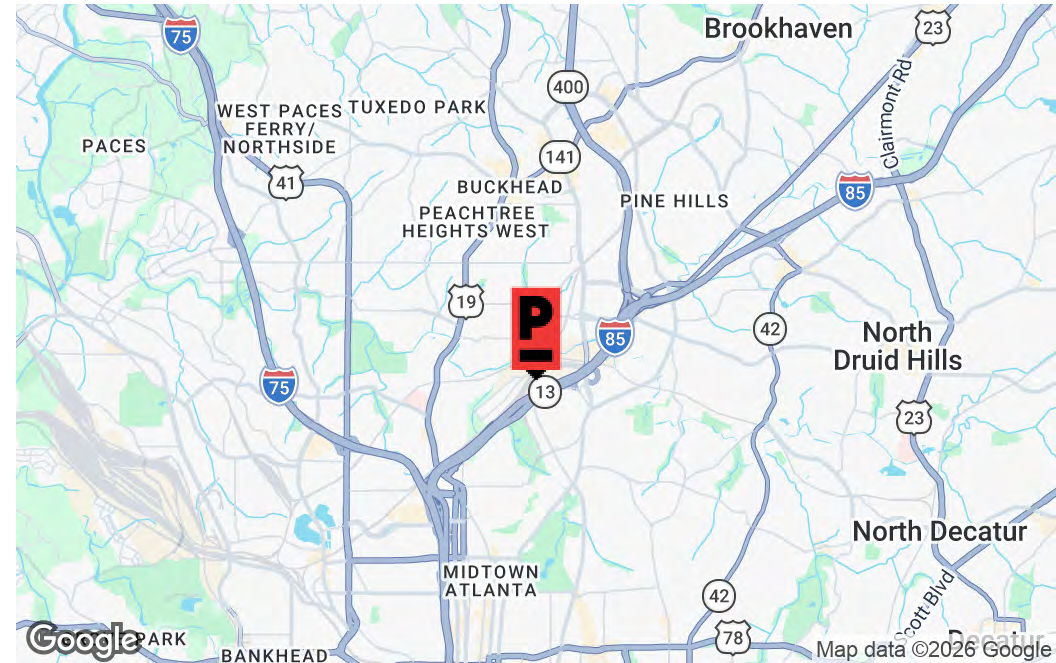 Brookhaven
23
75
400
Clairmont Rd
WEST PACES
FERRY/
NORTHSIDE
TUXEDO PARK
PACES
141
41
BUCKHEAD
85
PINE HILLS
PEACHTREE
HEIGHTS WEST
19
P
85
42
North
Druid Hills
75
13
23
North Decatur
MIDTOWN
ATLANTA
42
Scott Blvd
78
Google
PARK
BANKHEAD
Decatur
Map data ©2026 Google